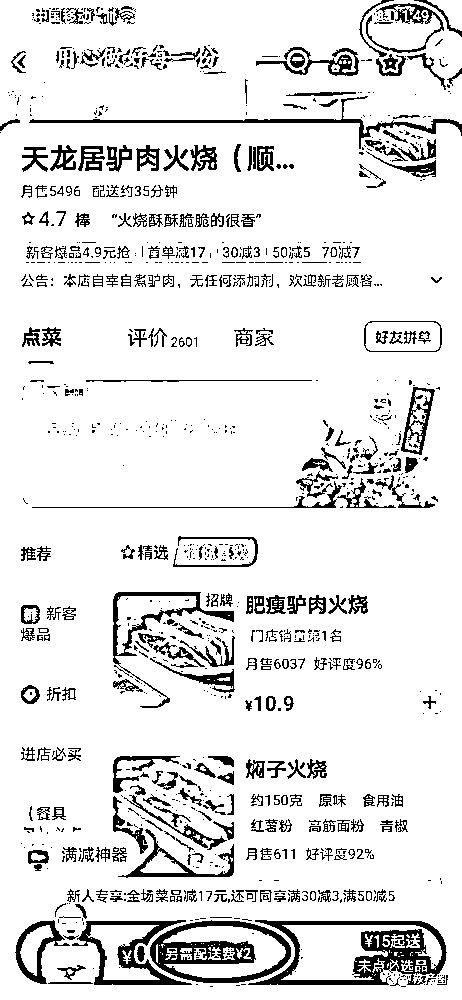 中国移动
1:49
用心做好每一份
天龙居驴肉火烧（顺...
月售5496 配送约35分钟
☆4.7 棒 “火烧酥酥脆脆的很香”
新客爆品4.9元抢 首单减17 30减3 50减5 70减7
公告：本店自宰自煮驴肉，无任何添加剂，欢迎新老顾客...
点菜 评价2601 商家 好友拼单
推荐 ☆精选
招牌 肥瘦驴肉火烧
新客爆品
门店销量第1名
月售6037 好评度96%
折扣
¥10.9 +
进店必买
焖子火烧
约150克 原味 食用油
红薯粉 高筋面粉 青椒
（餐具
满减神器
月售611 好评度92%
新人专享:全场菜品减17元,还可同享满30减3,满50减5
¥0 另需配送费¥2 ¥15起送
未点必选品